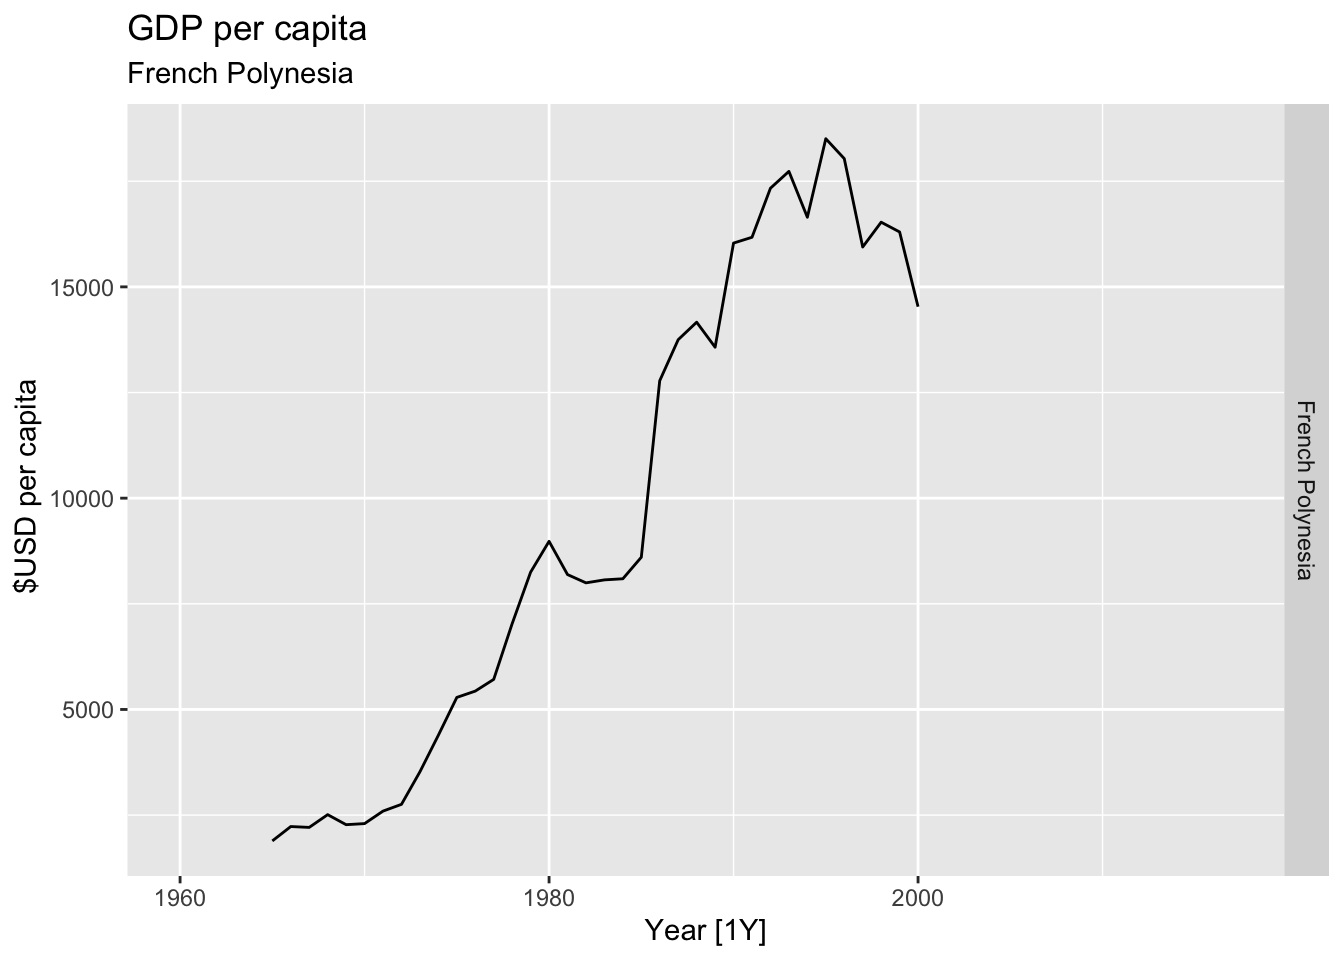 GDP per capita
French Polynesia
15000
10000
5000
$USD per capita
French Polynesia
1960
1980
2000
Year [1Y]